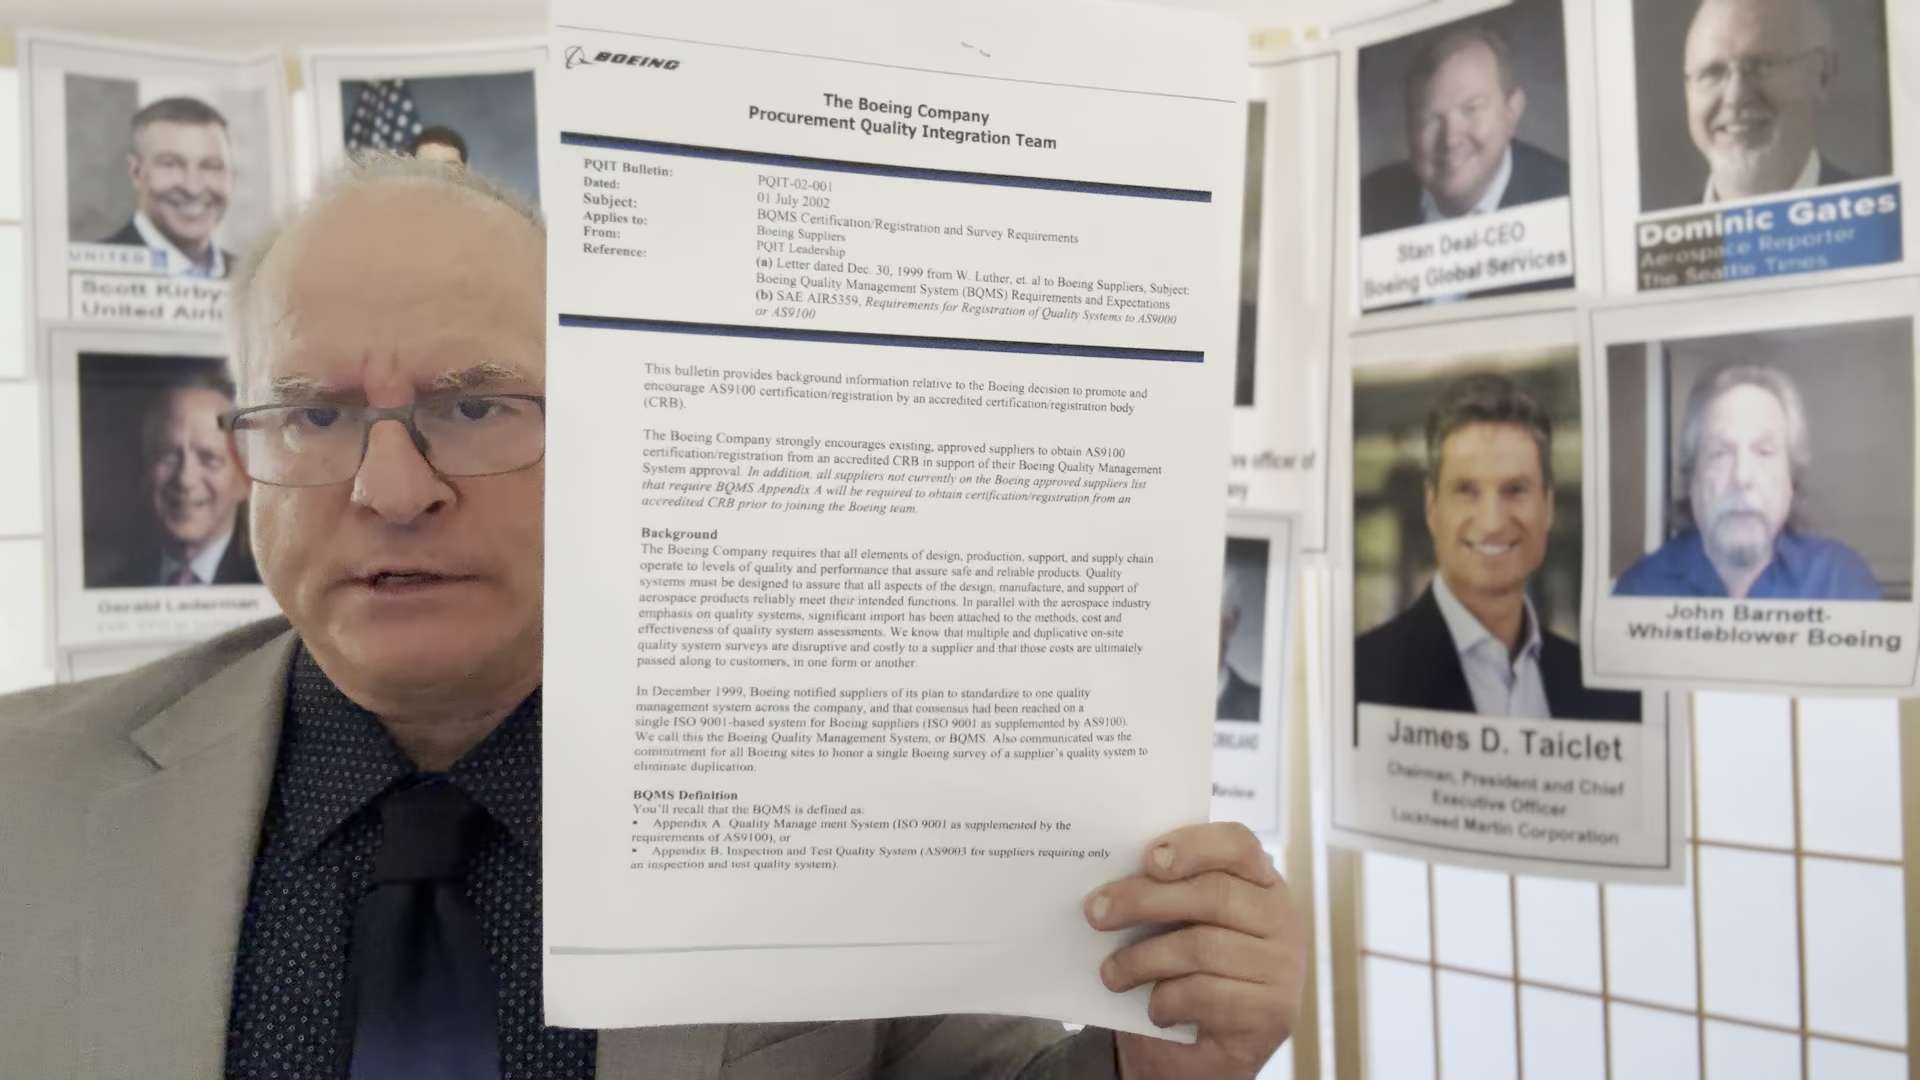 BOEING
The Boeing Company
Procurement Quality Integration Team
PQIT Bulletin: PQIT-02-001
Dated: 01 July 2002
Subject: BQMS Certification/Registration and Survey Requirements
Applies to: Boeing Suppliers
From: PQIT Leadership
Reference: (a) Letter dated Dec. 30, 1999 from W. Luther, et. al to Boeing Suppliers, Subject:
Boeing Quality Management System (BQMS) Requirements and Expectations
(b) SAE AIR5359, Requirements for Registration of Quality Systems to AS9000
or AS9100
This bulletin provides background information relative to the Boeing decision to promote and
encourage AS9100 certification/registration by an accredited certification/registration body
(CRB).
The Boeing Company strongly encourages existing, approved suppliers to obtain AS9100
certification/registration from an accredited CRB in support of their Boeing Quality Management
System approval. In addition, all suppliers not currently on the Boeing approved suppliers list
that require BQMS Appendix A will be required to obtain certification/registration from an
accredited CRB prior to joining the Boeing team.
Background
The Boeing Company requires that all elements of design, production, support, and supply chain
operate to levels of quality and performance that assure safe and reliable products. Quality
systems must be designed to assure that all aspects of the design, manufacture, and support of
aerospace products reliably meet their intended functions. In parallel with the aerospace industry
emphasis on quality systems, significant import has been attached to the methods, cost and
effectiveness of quality system assessments. We know that multiple and duplicative on-site
quality system surveys are disruptive and costly to a supplier and that those costs are ultimately
passed along to customers, in one form or another.
In December 1999, Boeing notified suppliers of its plan to standardize to one quality
management system across the company, and that consensus had been reached on a
single ISO 9001-based system for Boeing suppliers (ISO 9001 as supplemented by AS9100).
We call this the Boeing Quality Management System, or BQMS. Also communicated was the
commitment for all Boeing sites to honor a single Boeing survey of a supplier's quality system to
eliminate duplication.
BQMS Definition
You'll recall that the BQMS is defined as:
• Appendix A. Quality Manage ment System (ISO 9001 as supplemented by the
requirements of AS9100), or
• Appendix B. Inspection and Test Quality System (AS9003 for suppliers requiring only
an inspection and test quality system).
UNITED
Scott Kirby
United Airl
Gerald Laderman
officer of
Review
Stan Deal-CEO
Boeing Global Services
Dominic Gates
Aerospace Reporter
The Seattle Times
James D. Taiclet
Chairman, President and Chief
Executive Officer
Lockheed Martin Corporation
John Barnett-
Whistleblower Boeing